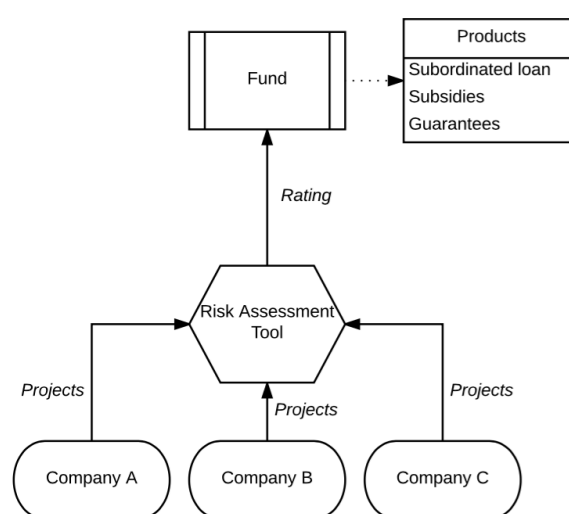 Products
Fund
Subordinated loan
Subsidies
Guarantees
Rating
Risk Assessment
Tool
Projects
Projects
Projects
Company A
Company B
Company C